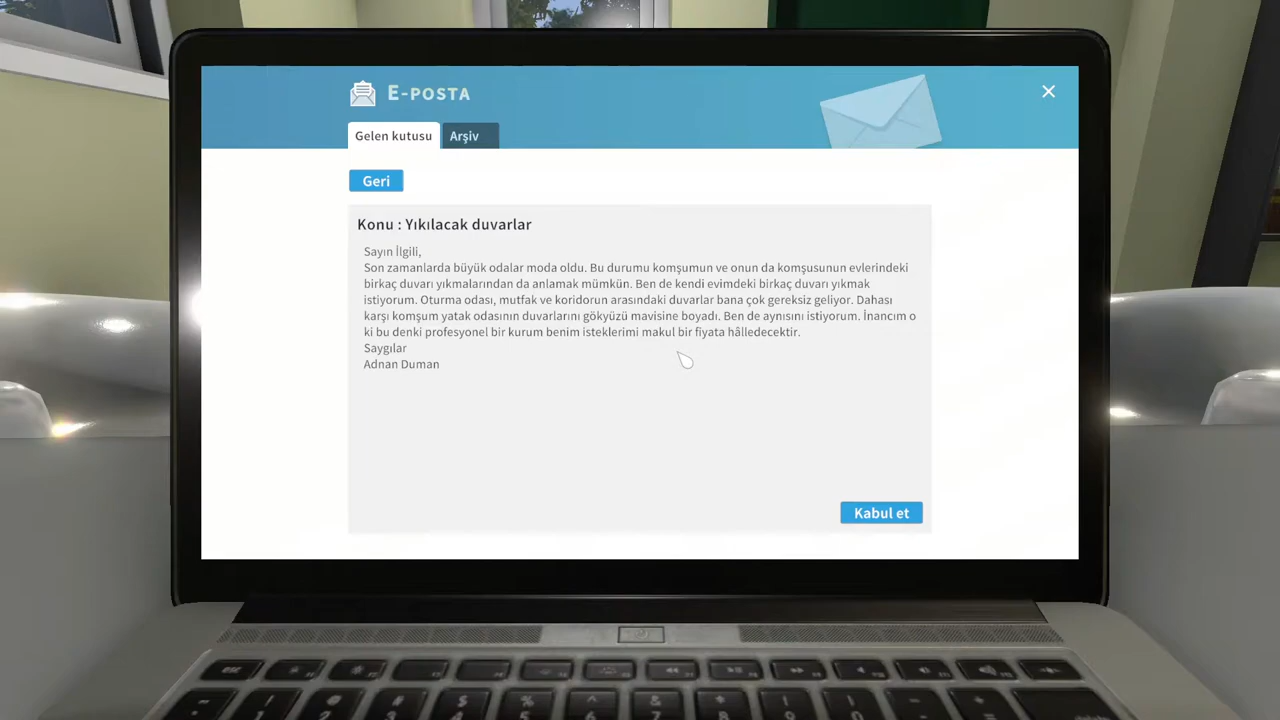 E-POSTA
Gelen kutusu
Arşiv
Geri
Konu : Yıkılacak duvarlar
Sayın İlgili,
Son zamanlarda büyük odalar moda oldu. Bu durumu komşumun ve onun da komşusunun evlerindeki
birkaç duvarı yıkmalarından da anlamak mümkün. Ben de kendi evimdeki birkaç duvarı yıkmak
istiyorum. Oturma odası, mutfak ve koridorun arasındaki duvarlar bana çok gereksiz geliyor. Dahası
karşı komşum yatak odasının duvarlarını gökyüzü mavisine boyadı. Ben de aynısını istiyorum. İnancım o
ki bu denki profesyonel bir kurum benim isteklerimi makul bir fiyata hâlledecektir.
Saygılar
Adnan Duman
Kabul et